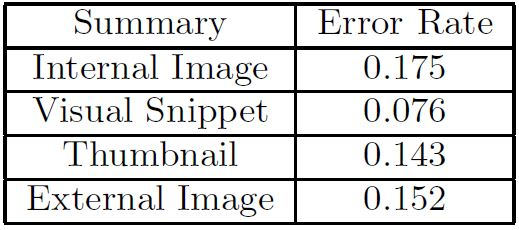 Summary Error Rate
Internal Image 0.175
Visual Snippet 0.076
Thumbnail 0.143
External Image 0.152